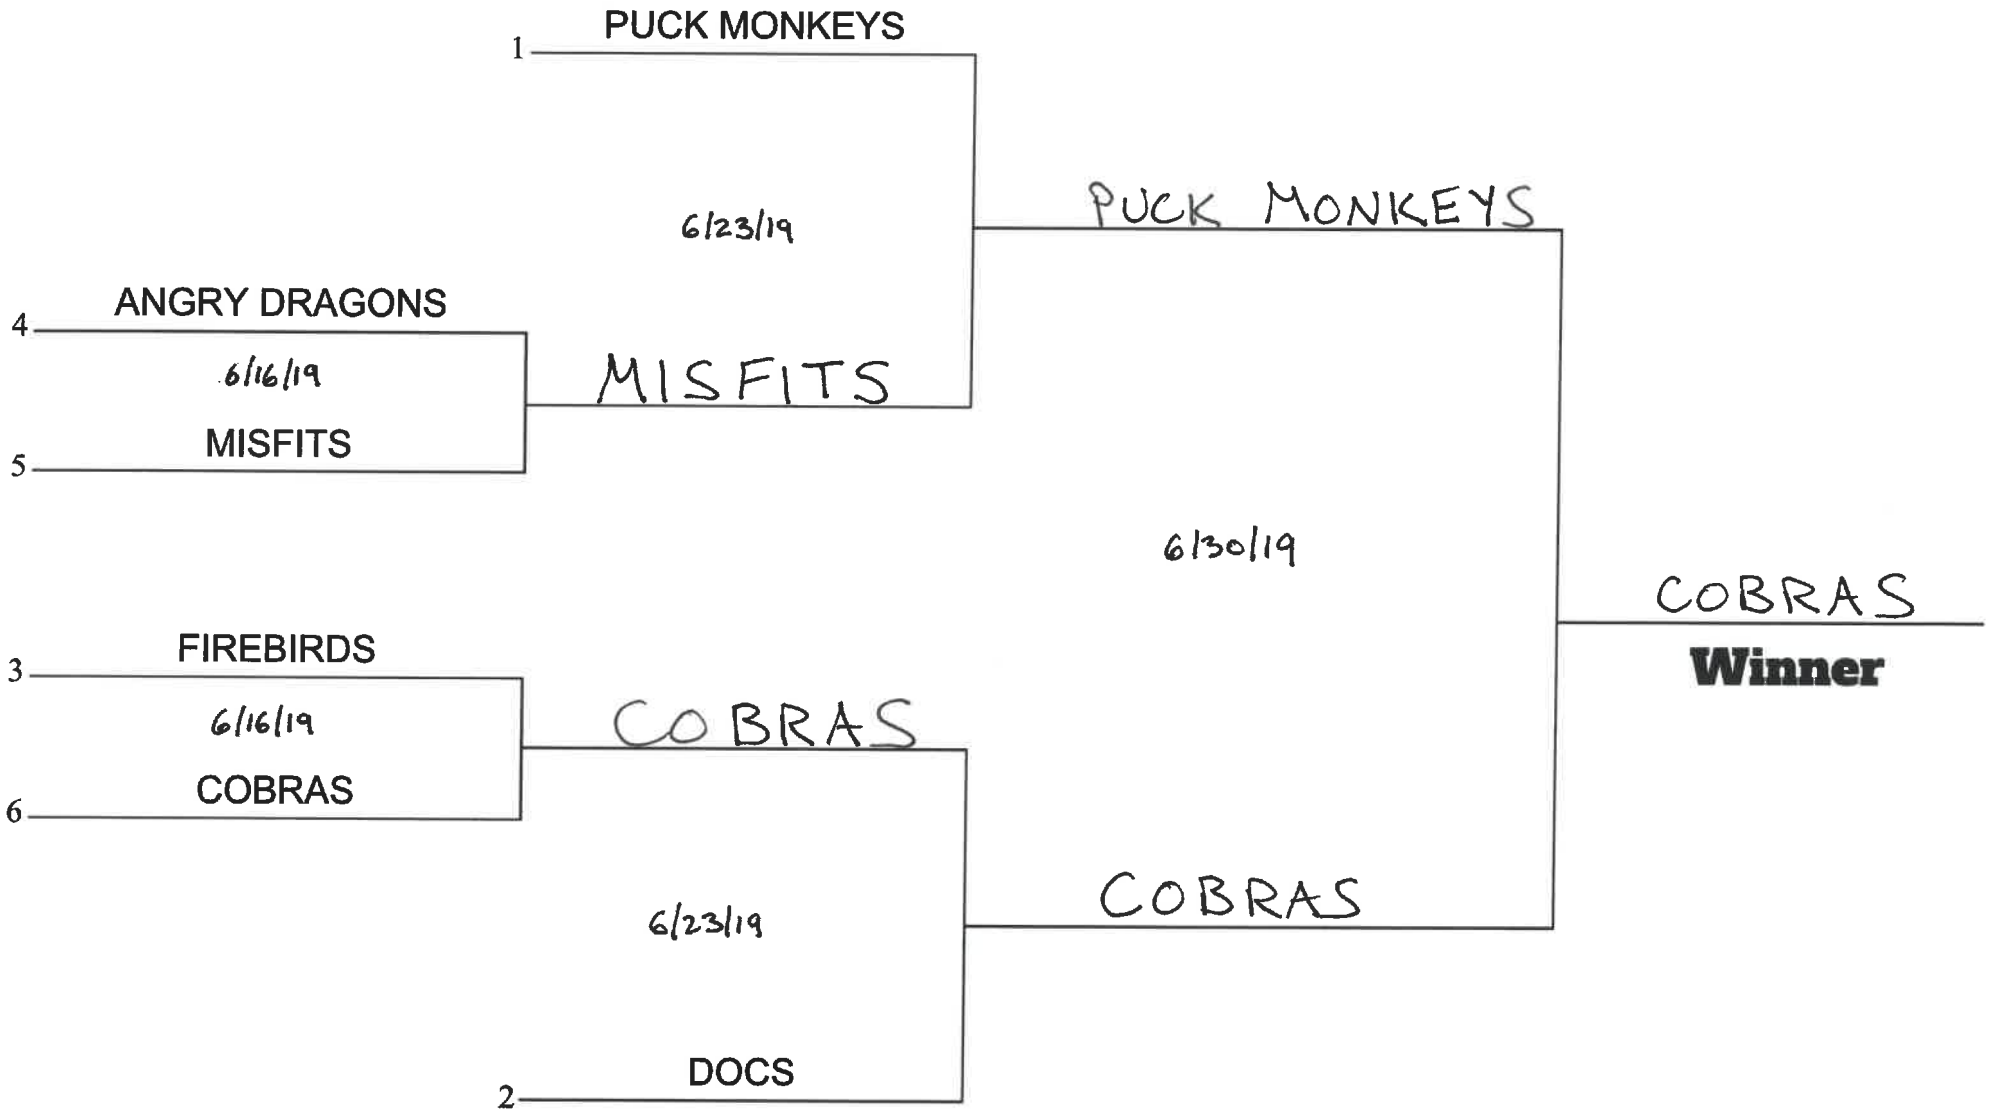 PUCK MONKEYS
1
6/23/19
PUCK MONKEYS
ANGRY DRAGONS
4
6/16/19
MISFITS
MISFITS
5
6/30/19
COBRAS
Winner
FIREBIRDS
3
6/16/19
COBRAS
COBRAS
6
6/23/19
COBRAS
DOCS
2